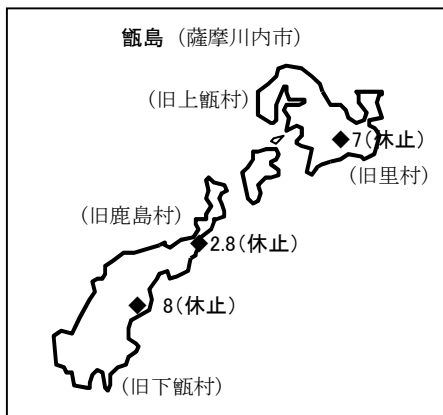 甑島（薩摩川内市）
（旧上甑村）
◆7（休止）
（旧里村）
（旧鹿島村）
◆2.8（休止）
◆ 8（休止）
（旧下甑村）